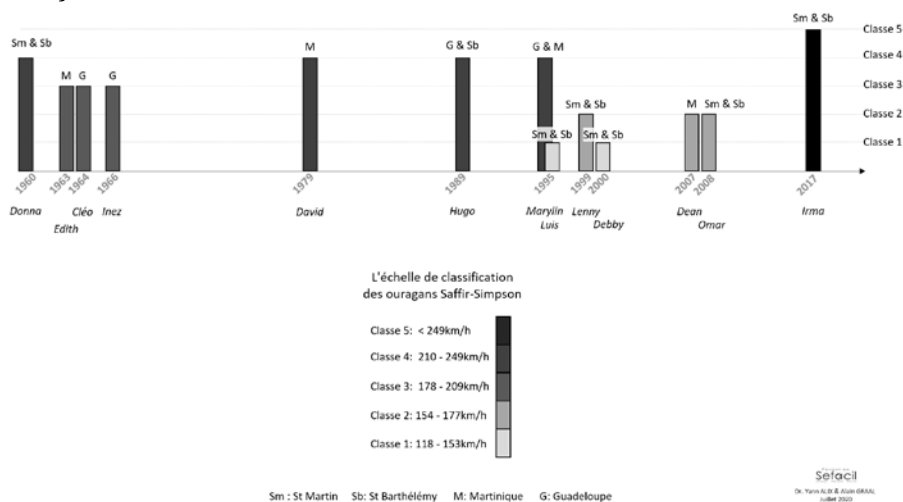 Sm & Sb
M
G
G
M
G & Sb
G & M
Sm & Sb
Sm & Sb
Sm & Sb
M
Sm & Sb
Sm & Sb
Classe 5
Classe 4
Classe 3
Classe 2
Classe 1
1960
1963
1964
1966
1979
1989
1995
1999
2000
2007
2008
2017
Donna
Edith
Cléo
Inez
David
Hugo
Marylin
Luis
Lenny
Debby
Dean
Omar
Irma
L'échelle de classification
des ouragans Saffir-Simpson
Classe 5: < 249km/h
Classe 4: 210 - 249km/h
Classe 3: 178 - 209km/h
Classe 2: 154 - 177km/h
Classe 1: 118 - 153km/h
Sm : St Martin Sb: St Barthélémy M: Martinique G: Guadeloupe
Sefacil
Juillet 2020